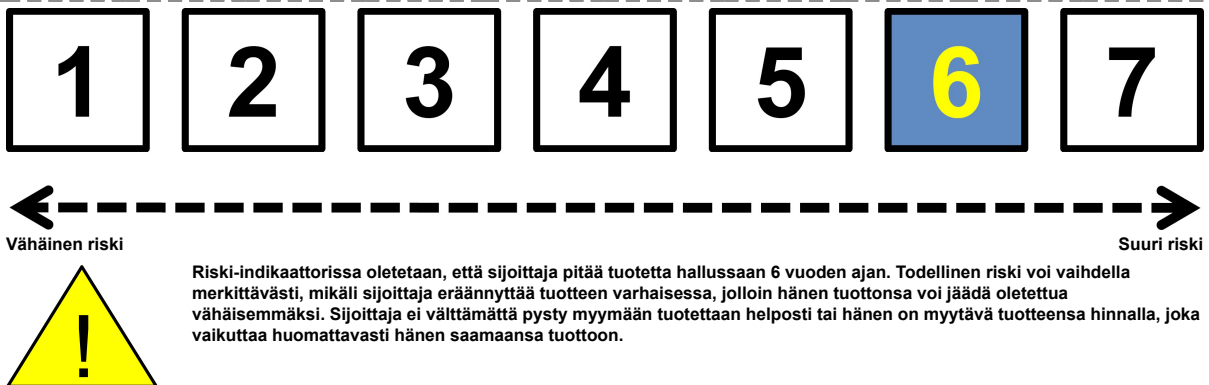 1 2 3 4 5 6 7
Vähäinen riski Suuri riski
!
Riski-indikaattorissa oletetaan, että sijoittaja pitää tuotetta hallussaan 6 vuoden ajan. Todellinen riski voi vaihdella
merkittävästi, mikäli sijoittaja eräännyttää tuotteen varhaisessa, jolloin hänen tuottonsa voi jäädä oletettua
vähäisemmäksi. Sijoittaja ei välttämättä pysty myymään tuotettaan helposti tai hänen on myytävä tuotteensa hinnalla, joka
vaikuttaa huomattavasti hänen saamaansa tuottoon.